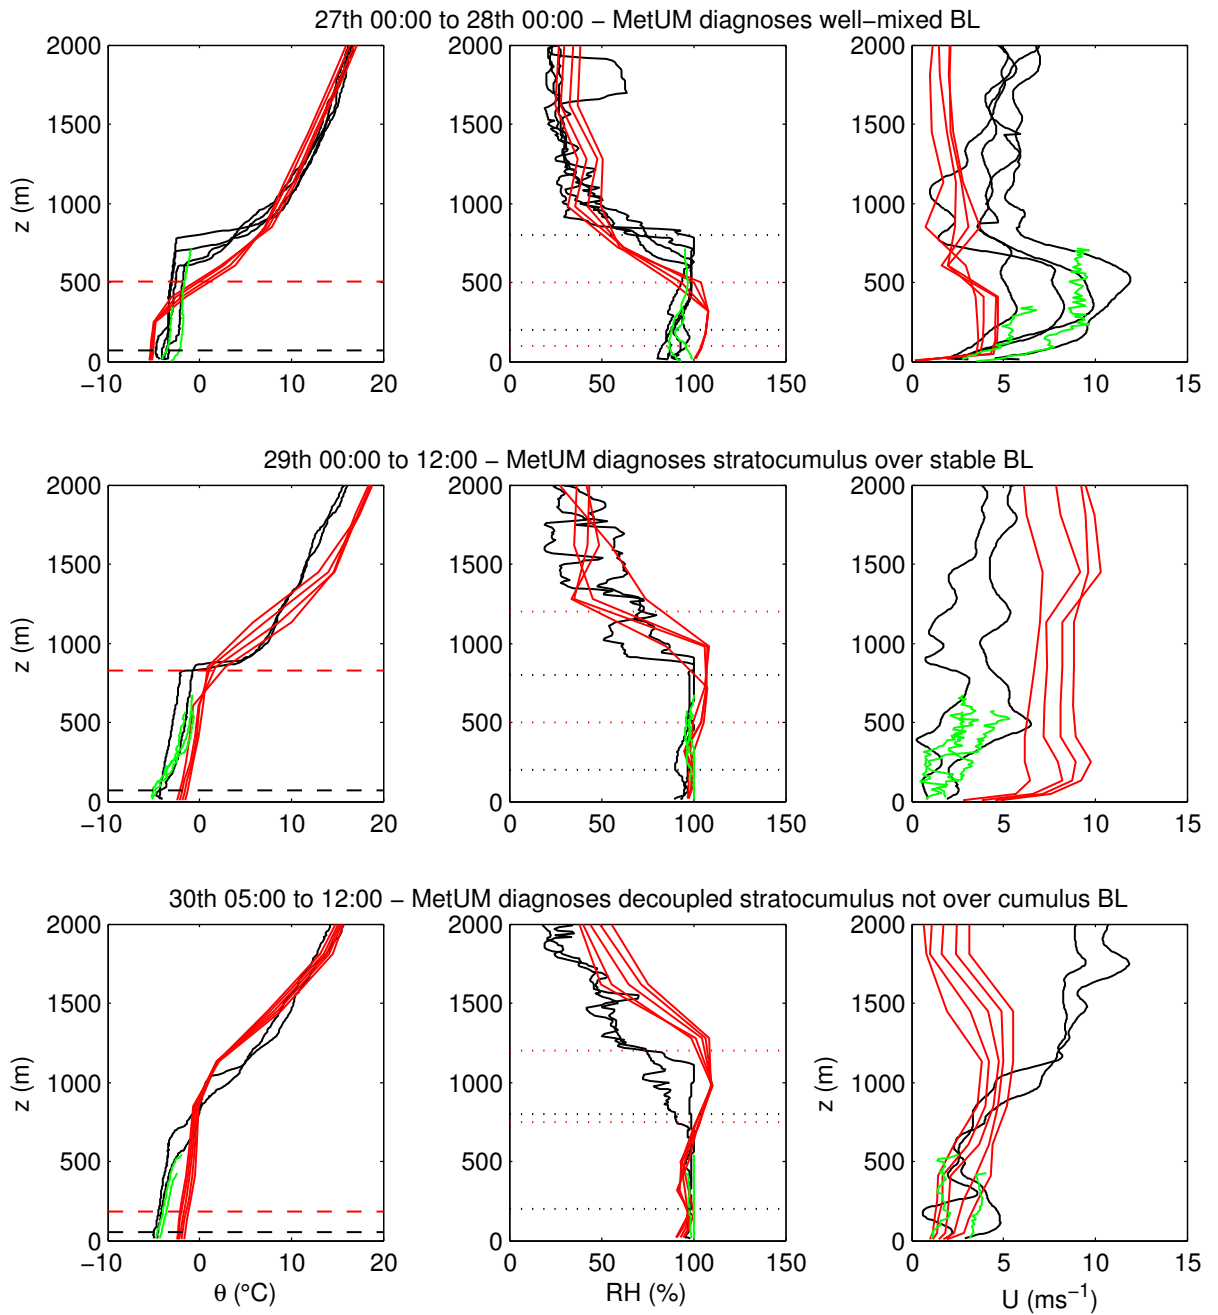 27th 00:00 to 28th 00:00 − MetUM diagnoses well−mixed BL
2000
1500
1000
500
0
z (m)
−10 0 10 20
2000
1500
1000
500
0
0 50 100 150
2000
1500
1000
500
0
0 5 10 15
29th 00:00 to 12:00 − MetUM diagnoses stratocumulus over stable BL
2000
1500
1000
500
0
z (m)
−10 0 10 20
2000
1500
1000
500
0
0 50 100 150
2000
1500
1000
500
0
0 5 10 15
30th 05:00 to 12:00 − MetUM diagnoses decoupled stratocumulus not over cumulus BL
2000
1500
1000
500
0
z (m)
−10 0 10 20
θ (°C)
2000
1500
1000
500
0
0 50 100 150
RH (%)
2000
1500
1000
500
0
z (m)
0 5 10 15
U (ms⁻¹)